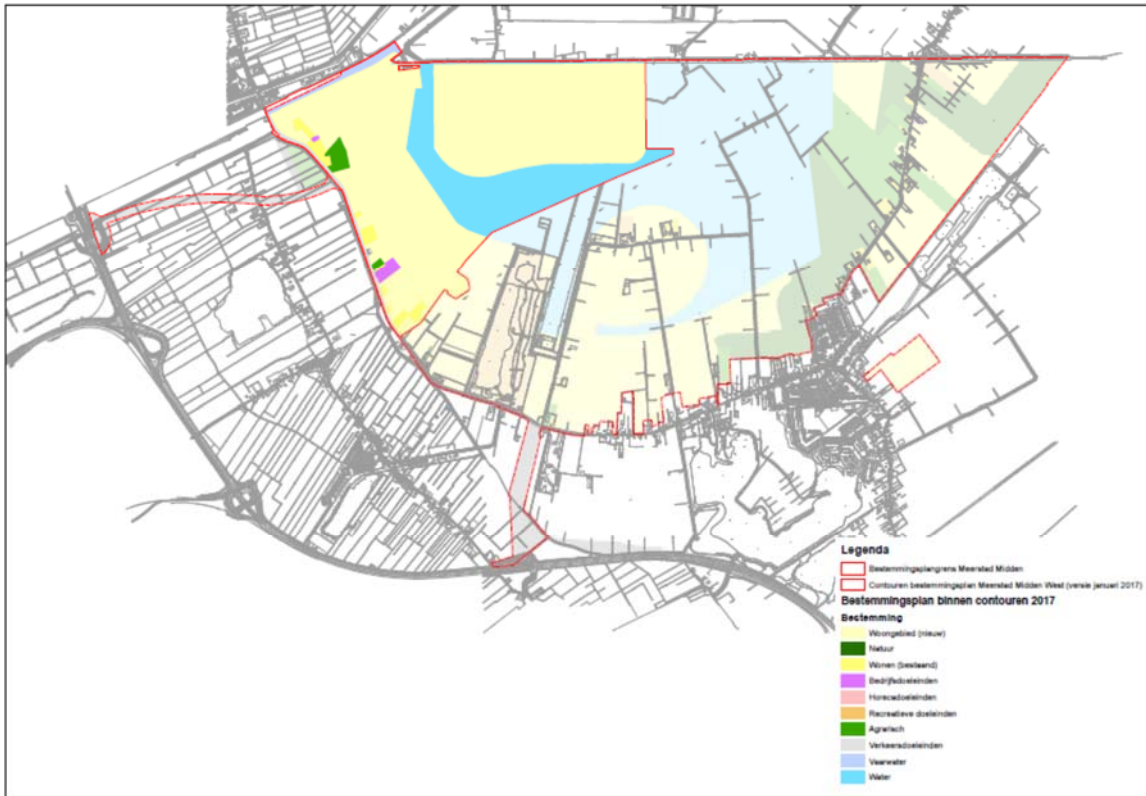 Legenda
Bestemmingsplangrens Meerstad Midden
Contouren bestemmingsplan Meerstad Midden West (versie januari 2017)
Bestemmingsplan binnen contouren 2017
Bestemming
Woongebied (nieuw)
Natuur
Wonen (bestaand)
Bedrijfsdoeleinden
Horecadoeleinden
Recreatieve doeleinden
Agrarisch
Verkeersdoeleinden
Vaarwater
Water